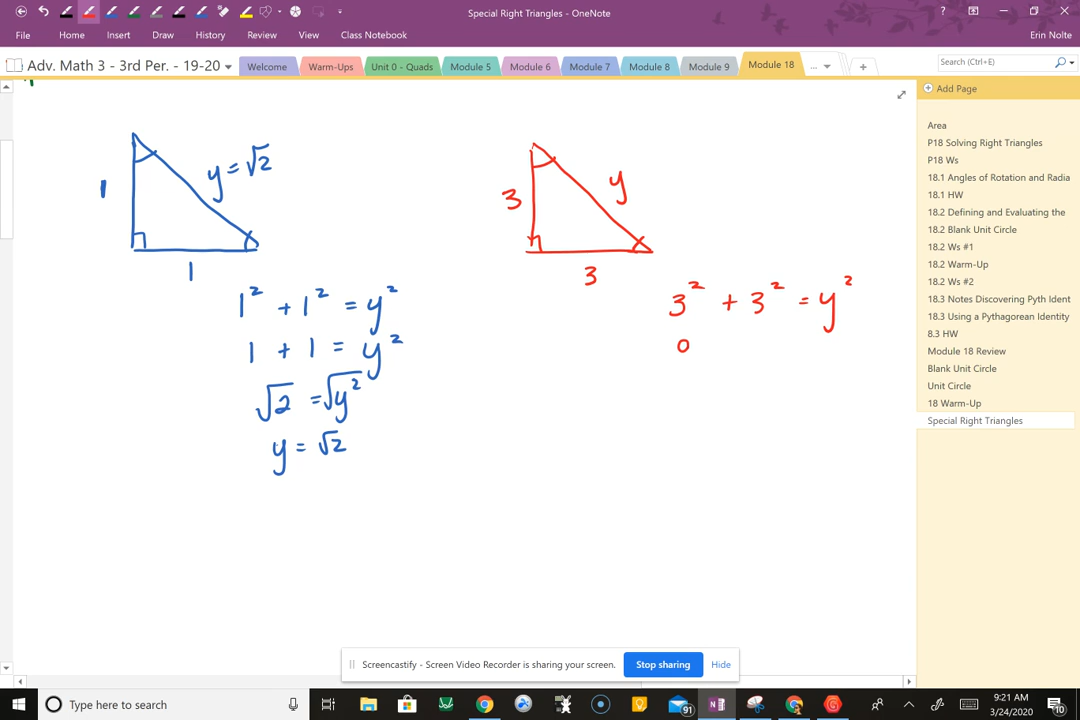 Special Right Triangles - OneNote
File Home Insert Draw History Review View Class Notebook
Erin Nolte
Adv. Math 3 - 3rd Per. - 19-20
Welcome Warm-Ups Unit 0 - Quads Module 5 Module 6 Module 7 Module 8 Module 9 Module 18 ... +
Search (Ctrl+E)
Add Page
Area
P18 Solving Right Triangles
P18 Ws
18.1 Angles of Rotation and Radia
18.1 HW
18.2 Defining and Evaluating the
18.2 Blank Unit Circle
18.2 Ws #1
18.2 Warm-Up
18.2 Ws #2
18.3 Notes Discovering Pyth Ident
18.3 Using a Pythagorean Identity
8.3 HW
Module 18 Review
Blank Unit Circle
Unit Circle
18 Warm-Up
Special Right Triangles
1
y = √2
1
1² + 1² = y²
1 + 1 = y²
√2 = √y²
y = √2
3
y
3
3² + 3² = y²
Screencastify - Screen Video Recorder is sharing your screen.
Stop sharing
Hide
Type here to search
91
9:21 AM
3/24/2020
10